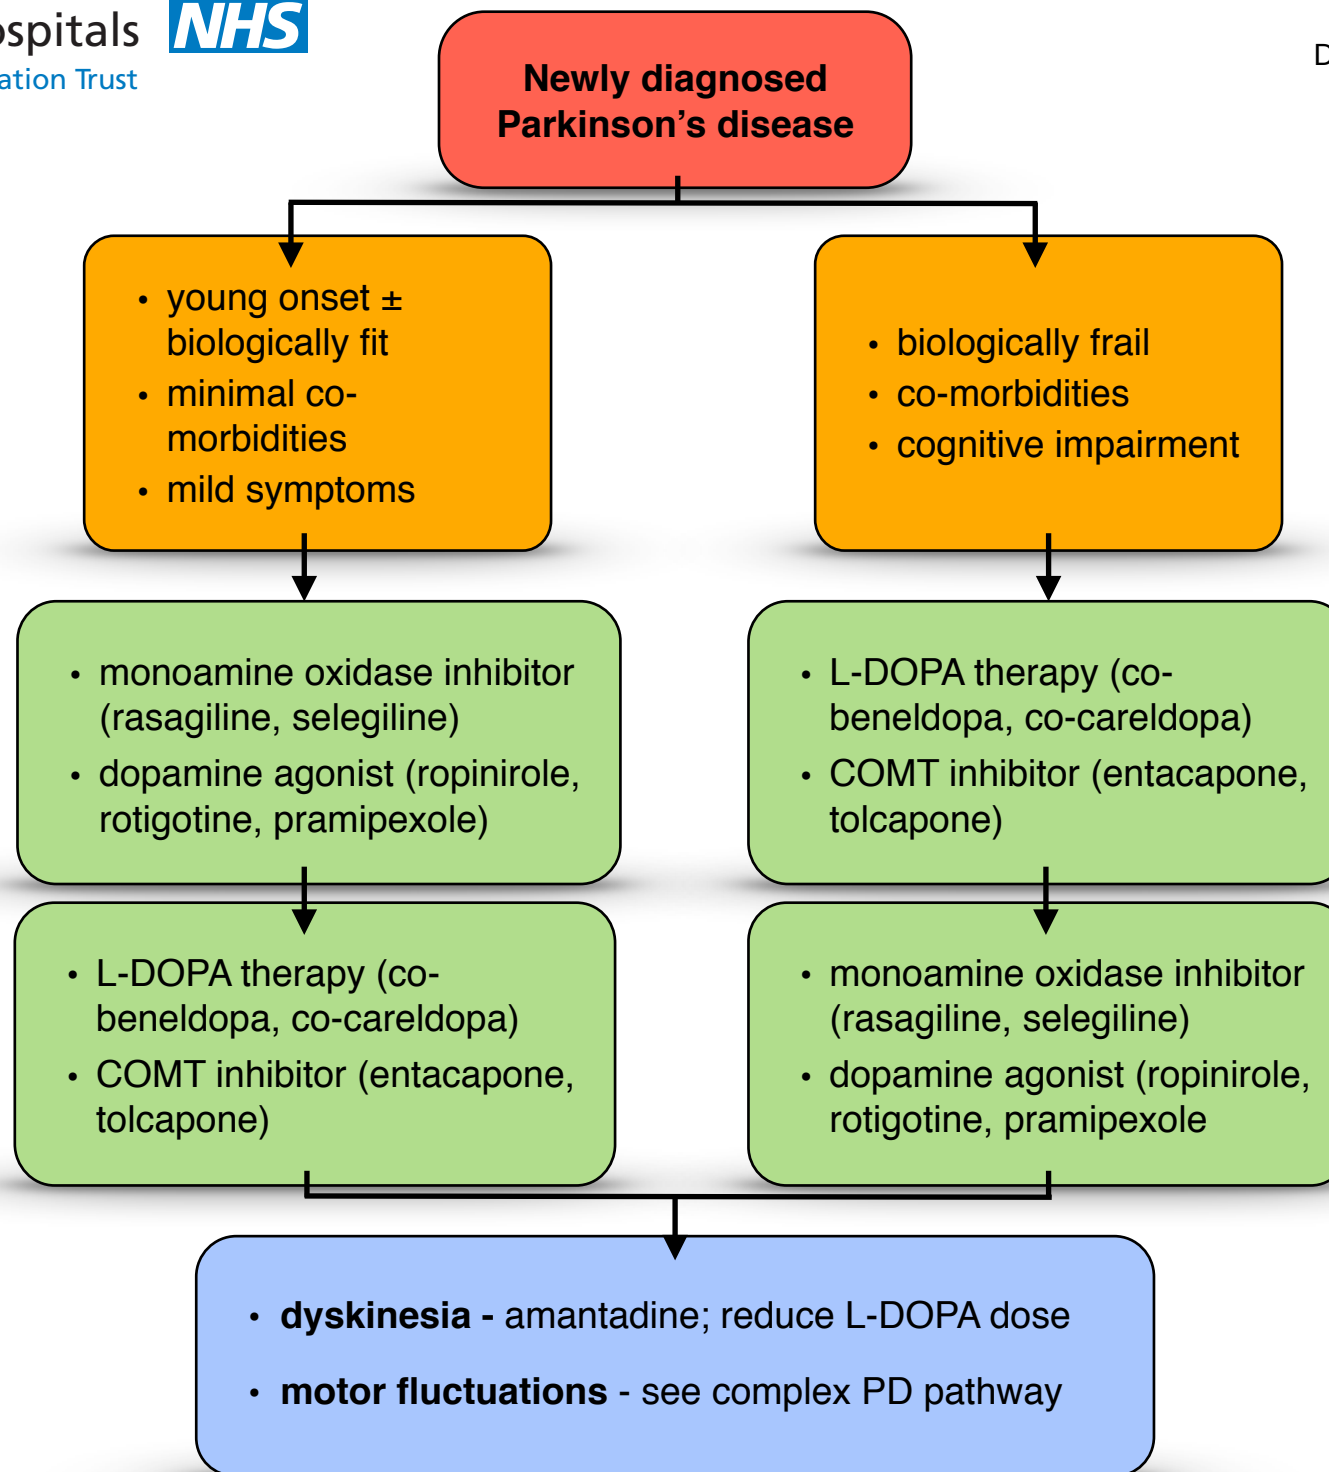 ospitals NHS
ation Trust
D
Newly diagnosed
Parkinson's disease
• young onset ±
biologically fit
• minimal co-
morbidities
• mild symptoms
• biologically frail
• co-morbidities
• cognitive impairment
• monoamine oxidase inhibitor
(rasagiline, selegiline)
• dopamine agonist (ropinirole,
rotigotine, pramipexole)
• L-DOPA therapy (co-
beneldopa, co-careldopa)
• COMT inhibitor (entacapone,
tolcapone)
• L-DOPA therapy (co-
beneldopa, co-careldopa)
• COMT inhibitor (entacapone,
tolcapone)
• monoamine oxidase inhibitor
(rasagiline, selegiline)
• dopamine agonist (ropinirole,
rotigotine, pramipexole
• dyskinesia - amantadine; reduce L-DOPA dose
• motor fluctuations - see complex PD pathway